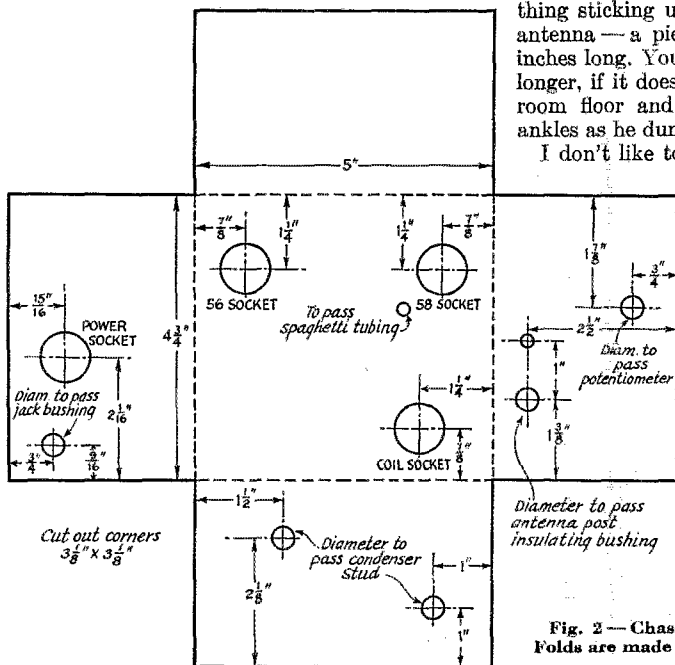 thing sticking u
antenna — a pie
inches long. You
longer, if it does
room floor and
ankles as he dur
I don't like to
5"
7/8"
1 1/4"
1 1/4"
7/8"
1 7/8"
3/4"
15/16"
POWER
SOCKET
56 SOCKET
58 SOCKET
To pass
spaghetti tubing
4 3/4"
2 1/2"
Diam. to
pass
potentiometer
Diam. to pass
jack bushing
2 1/16"
1 1/4"
1"
1 3/8"
3/4"
7/8"
COIL SOCKET
Cut out corners
3 1/8" x 3 1/8"
1 1/2"
Diameter to
pass condenser
stud
Diameter to pass
antenna post
insulating bushing
2 1/8"
1"
1"
Fig. 2 — Chas
Folds are made